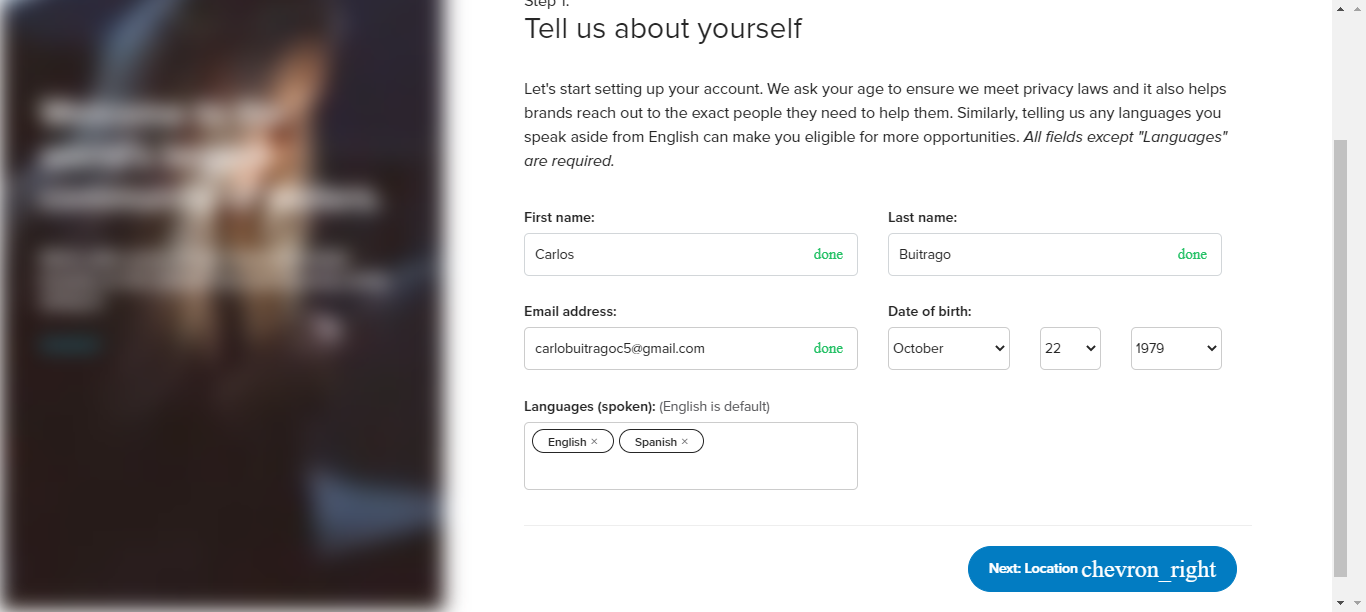 Step 1:
Tell us about yourself
Let's start setting up your account. We ask your age to ensure we meet privacy laws and it also helps
brands reach out to the exact people they need to help them. Similarly, telling us any languages you
speak aside from English can make you eligible for more opportunities. All fields except "Languages"
are required.
First name: Last name:
Carlos done Buitrago done
Email address: Date of birth:
carlobuitragoc5@gmail.com done October 22 1979
Languages (spoken): (English is default)
English × Spanish ×
Next: Location chevron_right